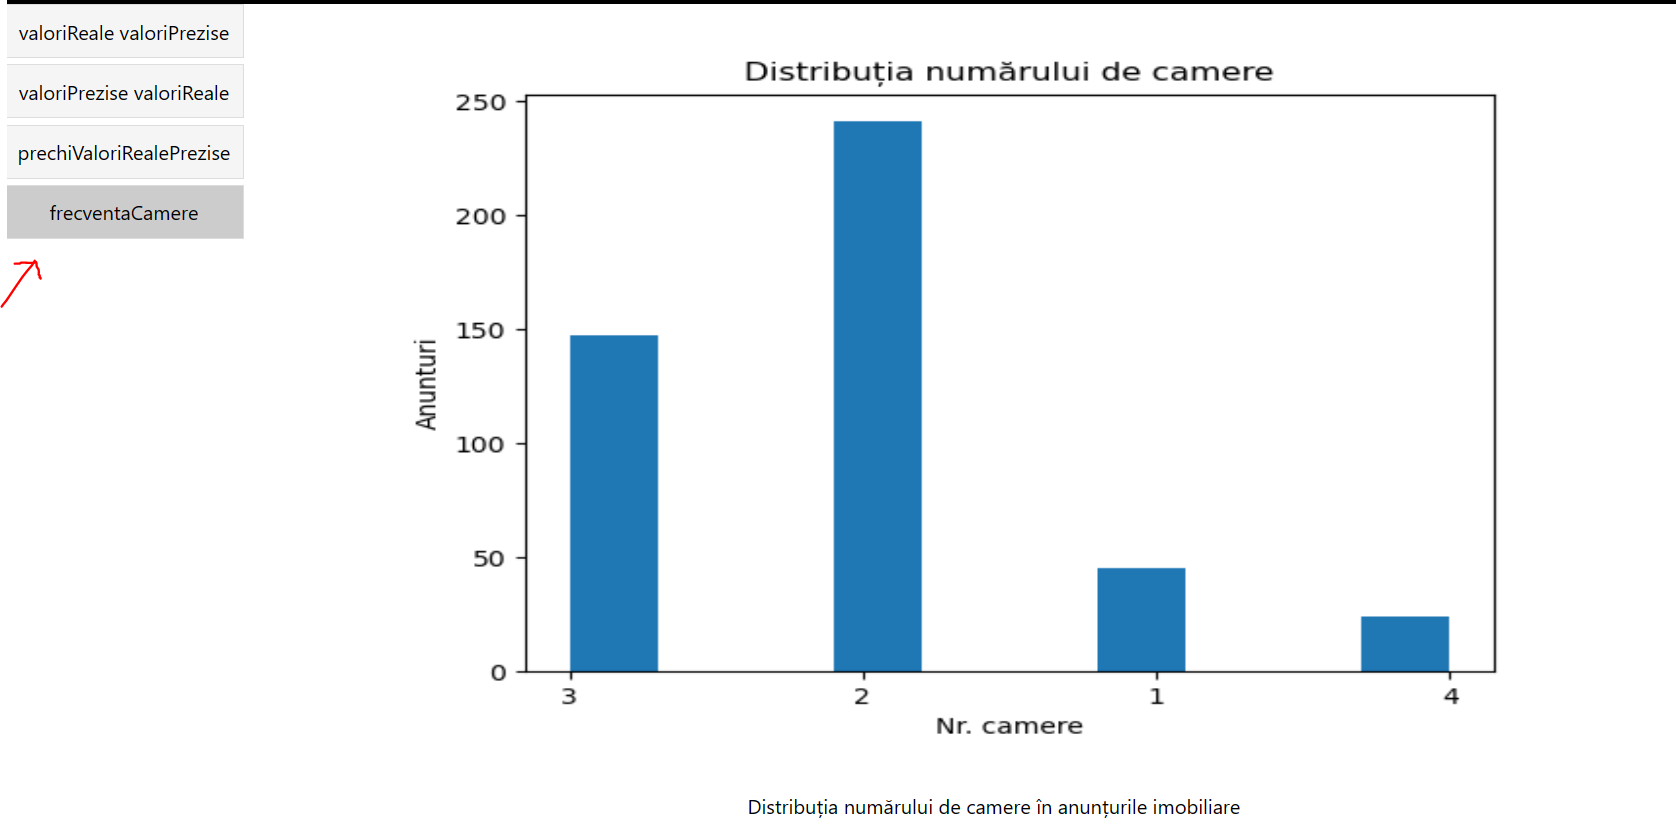 valoriReale valoriPrezise
valoriPrezise valoriReale
prechiValoriRealePrezise
frecventaCamere
Distribuția numărului de camere
250
200
150
100
50
0
Anunturi
3 2 1 4
Nr. camere
Distribuția numărului de camere în anunțurile imobiliare